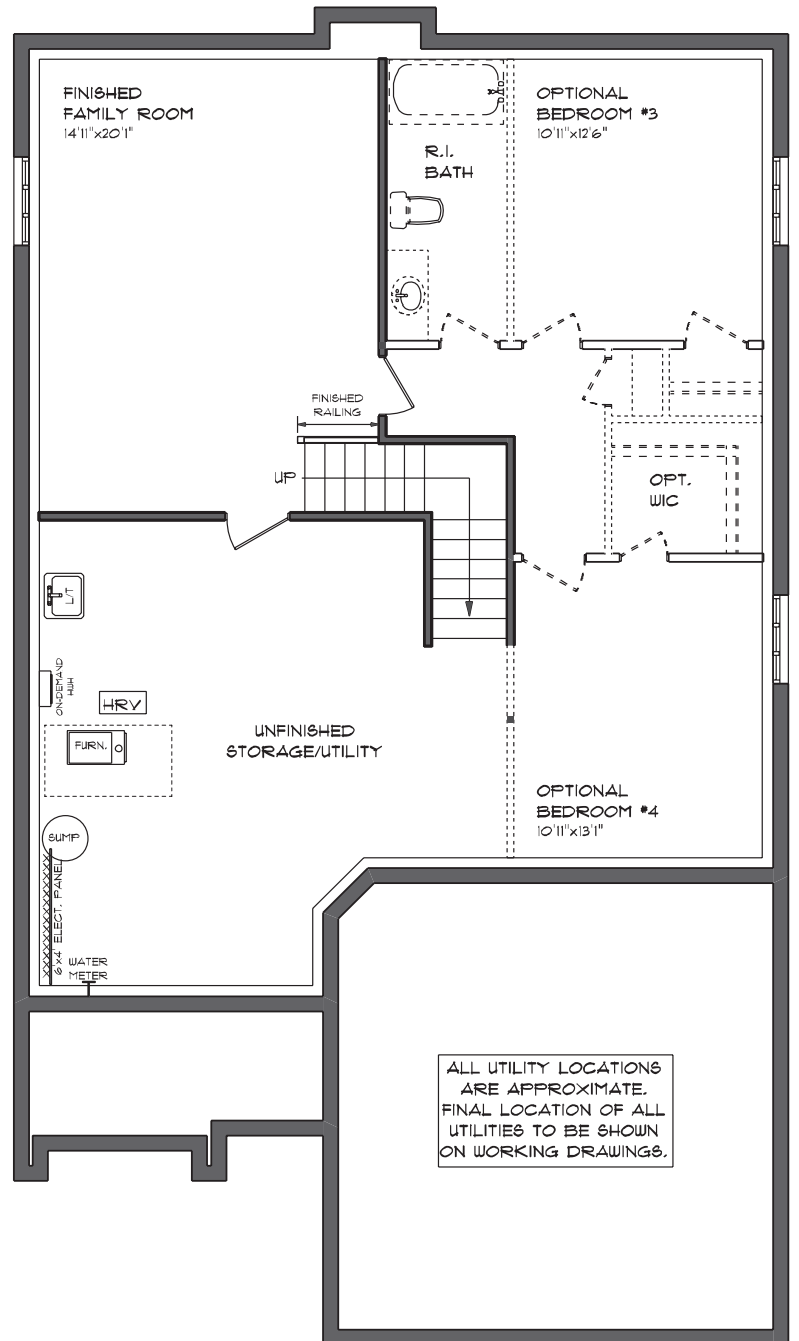 FINISHED
FAMILY ROOM
14'11"x20'1"
OPTIONAL
BEDROOM #3
10'11"x12'6"
R.I.
BATH
FINISHED
RAILING
UP
OPT.
WIC
L/T
ON-DEMAND
HWH
HRV
FURN.
UNFINISHED
STORAGE/UTILITY
OPTIONAL
BEDROOM #4
10'11"x13'1"
SUMP
6'x4' ELECT. PANEL
WATER
METER
ALL UTILITY LOCATIONS
ARE APPROXIMATE.
FINAL LOCATION OF ALL
UTILITIES TO BE SHOWN
ON WORKING DRAWINGS.